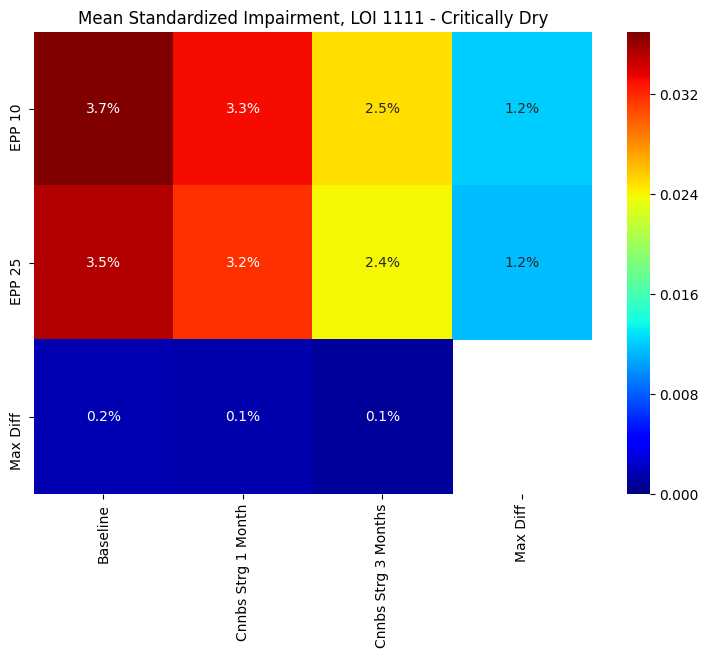 Mean Standardized Impairment, LOI 1111 - Critically Dry
EPP 10
3.7%
3.3%
2.5%
1.2%
EPP 25
3.5%
3.2%
2.4%
1.2%
Max Diff
0.2%
0.1%
0.1%
Baseline
Cnnbs Strg 1 Month
Cnnbs Strg 3 Months
Max Diff
0.032
0.024
0.016
0.008
0.000